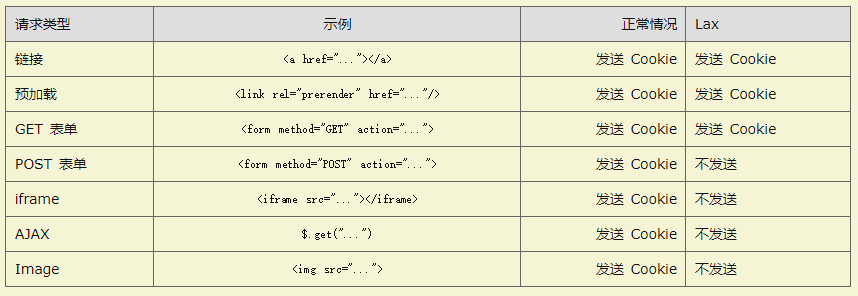 请求类型 示例 正常情况 Lax
链接 <a href="..."></a> 发送 Cookie 发送 Cookie
预加载 <link rel="prerender" href="..."/> 发送 Cookie 发送 Cookie
GET 表单 <form method="GET" action="..."> 发送 Cookie 发送 Cookie
POST 表单 <form method="POST" action="..."> 发送 Cookie 不发送
iframe <iframe src="..."></iframe> 发送 Cookie 不发送
AJAX $.get("...") 发送 Cookie 不发送
Image <img src="..."> 发送 Cookie 不发送